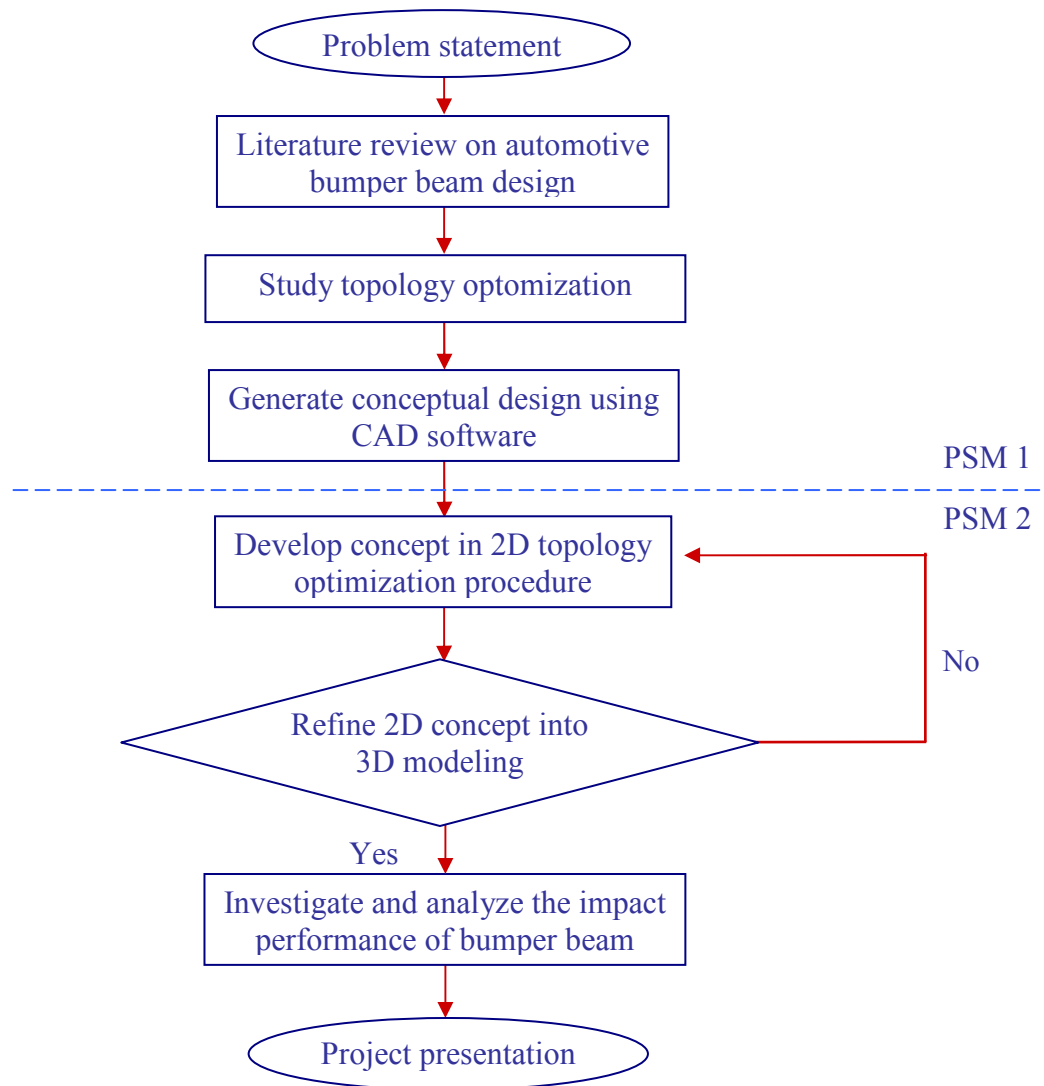 Problem statement
Literature review on automotive
bumper beam design
Study topology optomization
Generate conceptual design using
CAD software
PSM 1
PSM 2
Develop concept in 2D topology
optimization procedure
No
Refine 2D concept into
3D modeling
Yes
Investigate and analyze the impact
performance of bumper beam
Project presentation